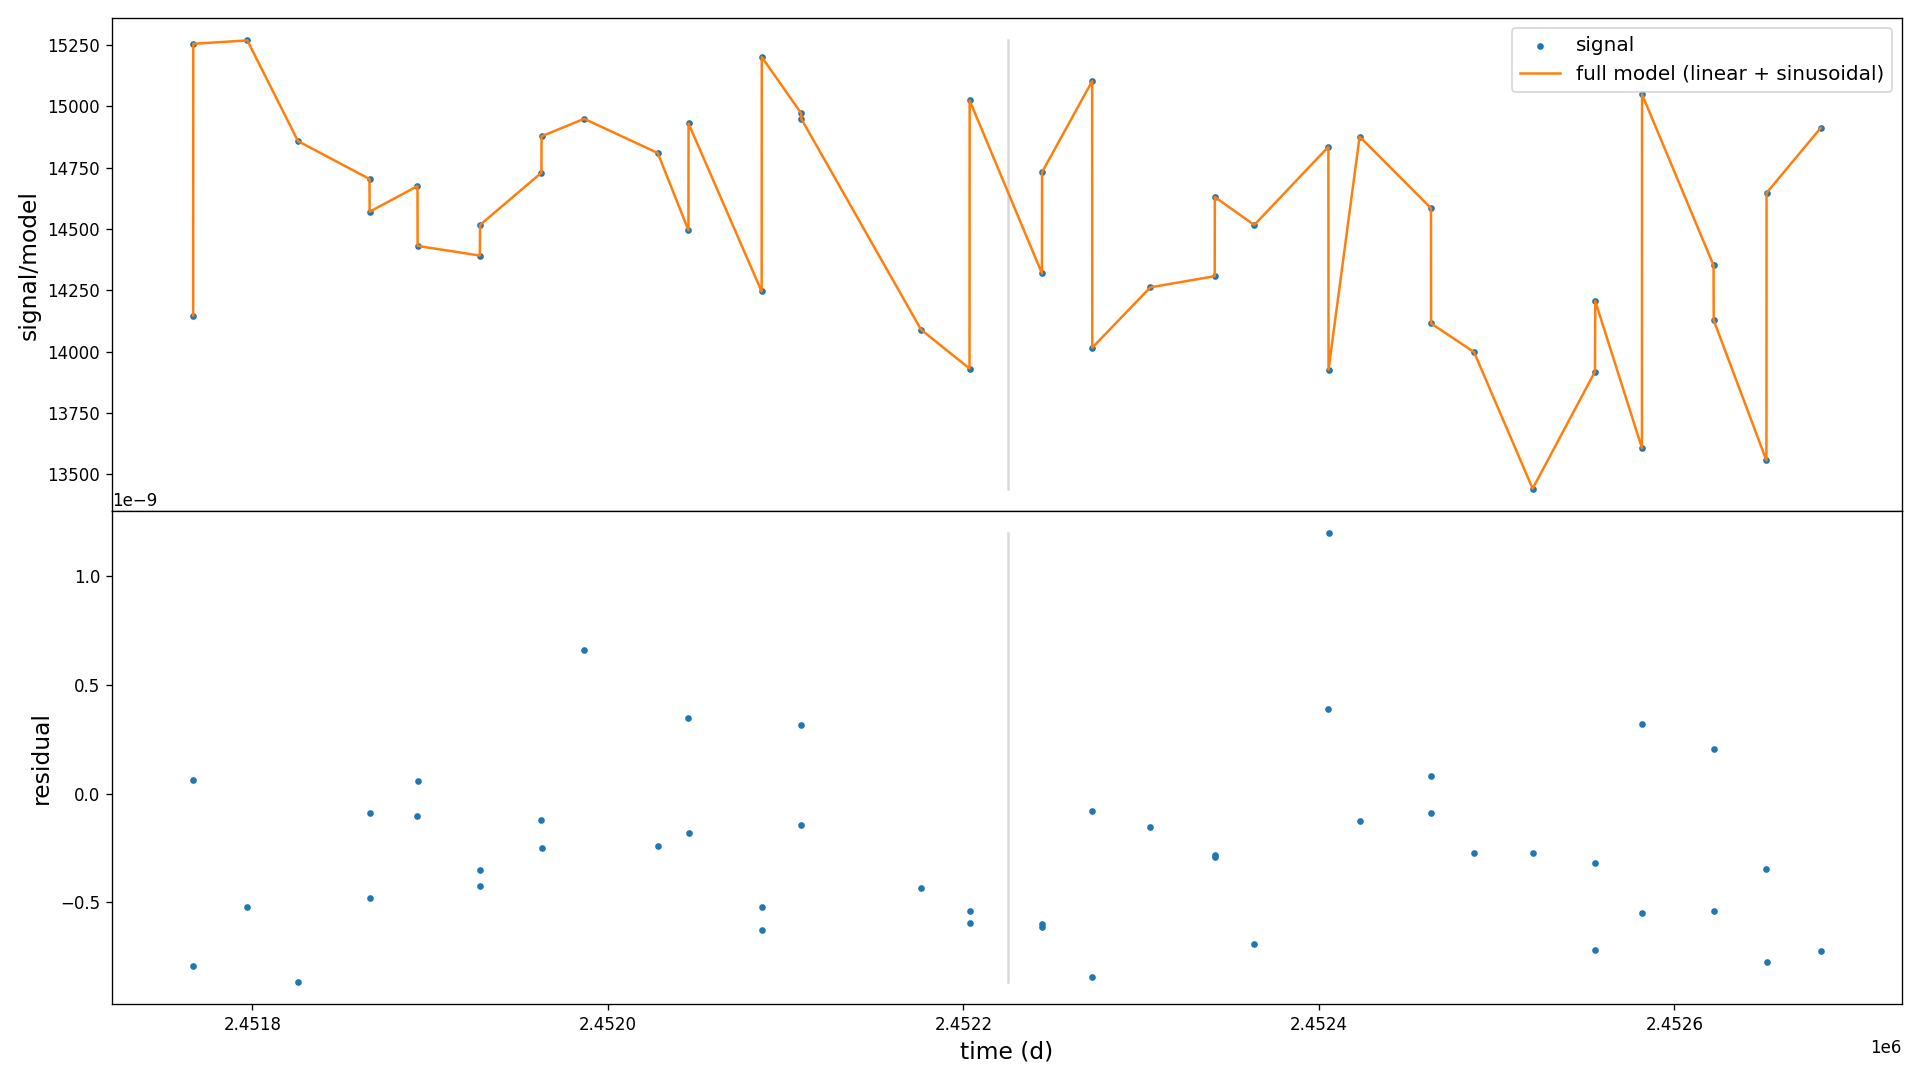 15250
15000
14750
14500
14250
14000
13750
13500
signal/model
signal
full model (linear + sinusoidal)
1e−9
1.0
0.5
0.0
−0.5
residual
2.4518
2.4520
2.4522
2.4524
2.4526
1e6
time (d)